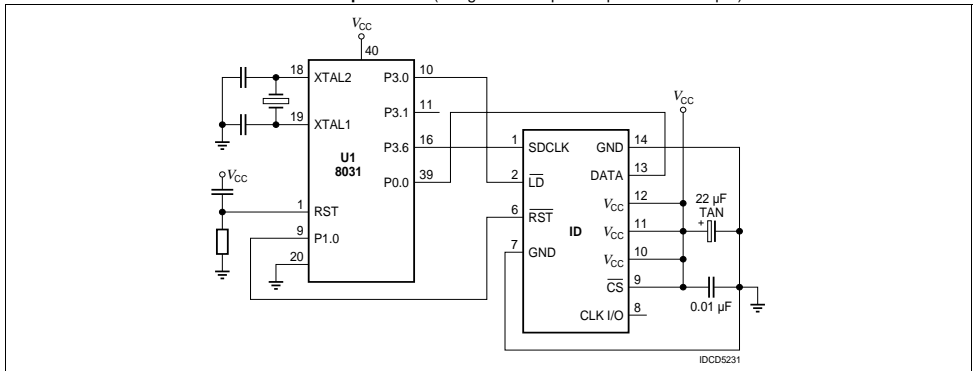 VCC
40
18 XTAL2 P3.0 10
P3.1 11
19 XTAL1
P3.6 16
U1
8031
P0.0 39
VCC
1 RST
9 P1.0
20
VCC
1 SDCLK GND 14
DATA 13
2 LD
VCC 12
22 µF
TAN
+
6 RST
VCC 11
ID
7 GND
VCC 10
CS 9
0.01 µF
CLK I/O 8
IDCD5231